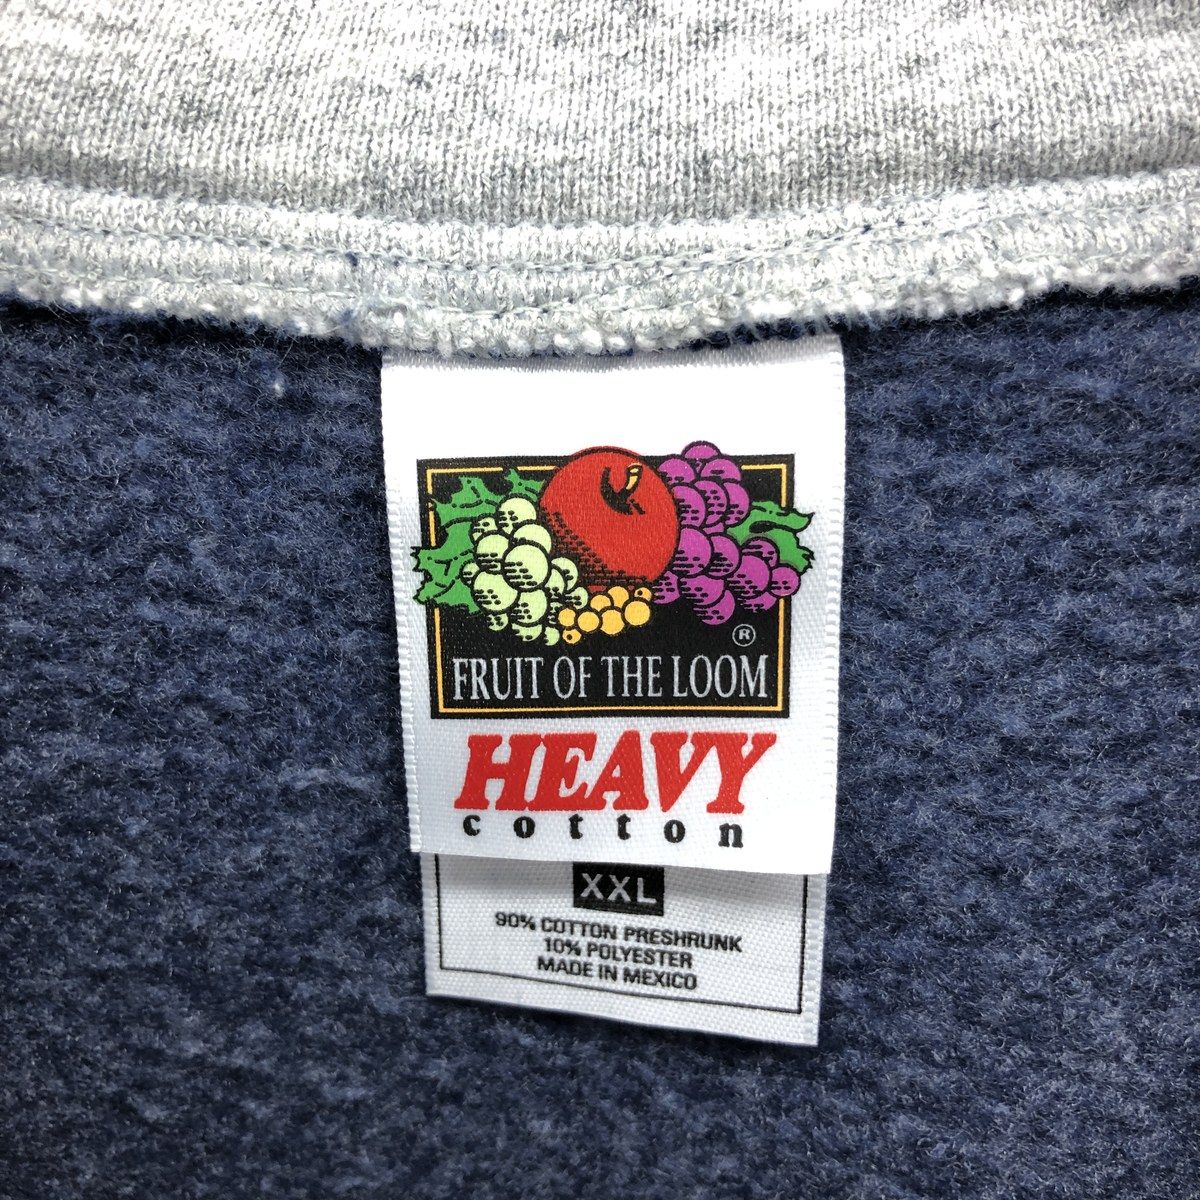 ®
FRUIT OF THE LOOM
HEAVY
cotton
XXL
90% COTTON PRESHRUNK
10% POLYESTER
MADE IN MEXICO